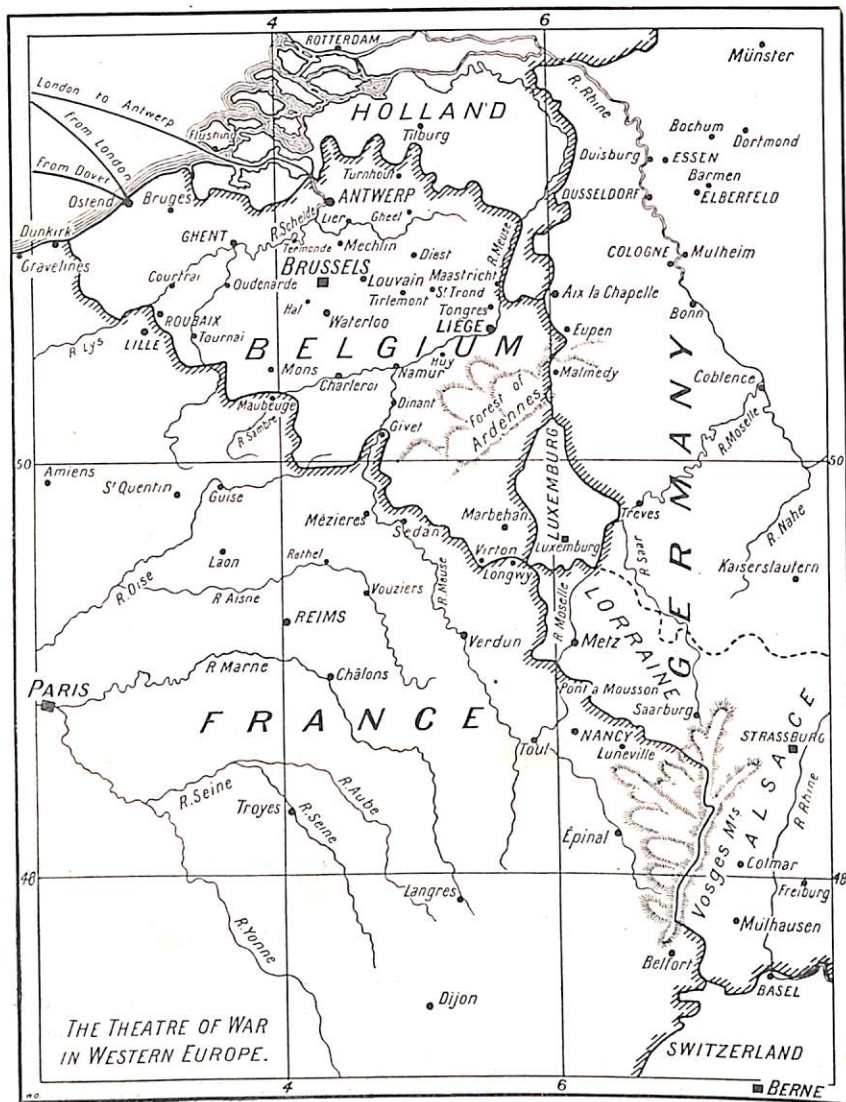 4
6
ROTTERDAM
Münster
London to Antwerp
HOLLAND
R. Rhine
Flushing
Tilburg
Bochum
Dortmond
from London
Duisburg
ESSEN
from Dover
Turnhout
Barmen
Ostend
Bruges
ANTWERP
DUSSELDORF
ELBERFELD
R. Schelde
Lier
Gheel
R. Meuse
Dunkirk
GHENT
Termonde
Mechlin
Diest
COLOGNE
Mulheim
Gravelines
BRUSSELS
Courtrai
Oudenarde
Louvain
Maastricht
Aix la Chapelle
Hal
Tirlemont
St Trond
Bonn
ROUBAIX
Waterloo
Tongres
LILLE
Tournai
LIÉGE
Eupen
R Lys
BELGIUM
Mons
Huy
Charleroi
Namur
Malmedy
Coblence
Maubeuge
Dinant
Forest of
Ardennes
R. Sambre
Givet
R. Moselle
50
50
Amiens
St Quentin
Guise
LUXEMBURG
GERMANY
Treves
R. Nahe
Mézieres
Sedan
Marbehan
Luxemburg
Laon
Rethel
Virton
Longwy
R. Saar
Kaiserslautern
R. Oise
R Aisne
Vouziers
R. Meuse
R. Moselle
LORRAINE
REIMS
Verdun
Metz
R Marne
Châlons
PARIS
Pont a Mousson
FRANCE
Saarburg
STRASSBURG
Toul
NANCY
Luneville
ALSACE
R. Rhine
R. Seine
R. Aube
Troyes
R. Seine
Épinal
Vosges Mts
Colmar
48
48
Langres
Freiburg
R. Yonne
Mülhausen
Belfort
BASEL
Dijon
THE THEATRE OF WAR
IN WESTERN EUROPE.
SWITZERLAND
4
6
BERNE